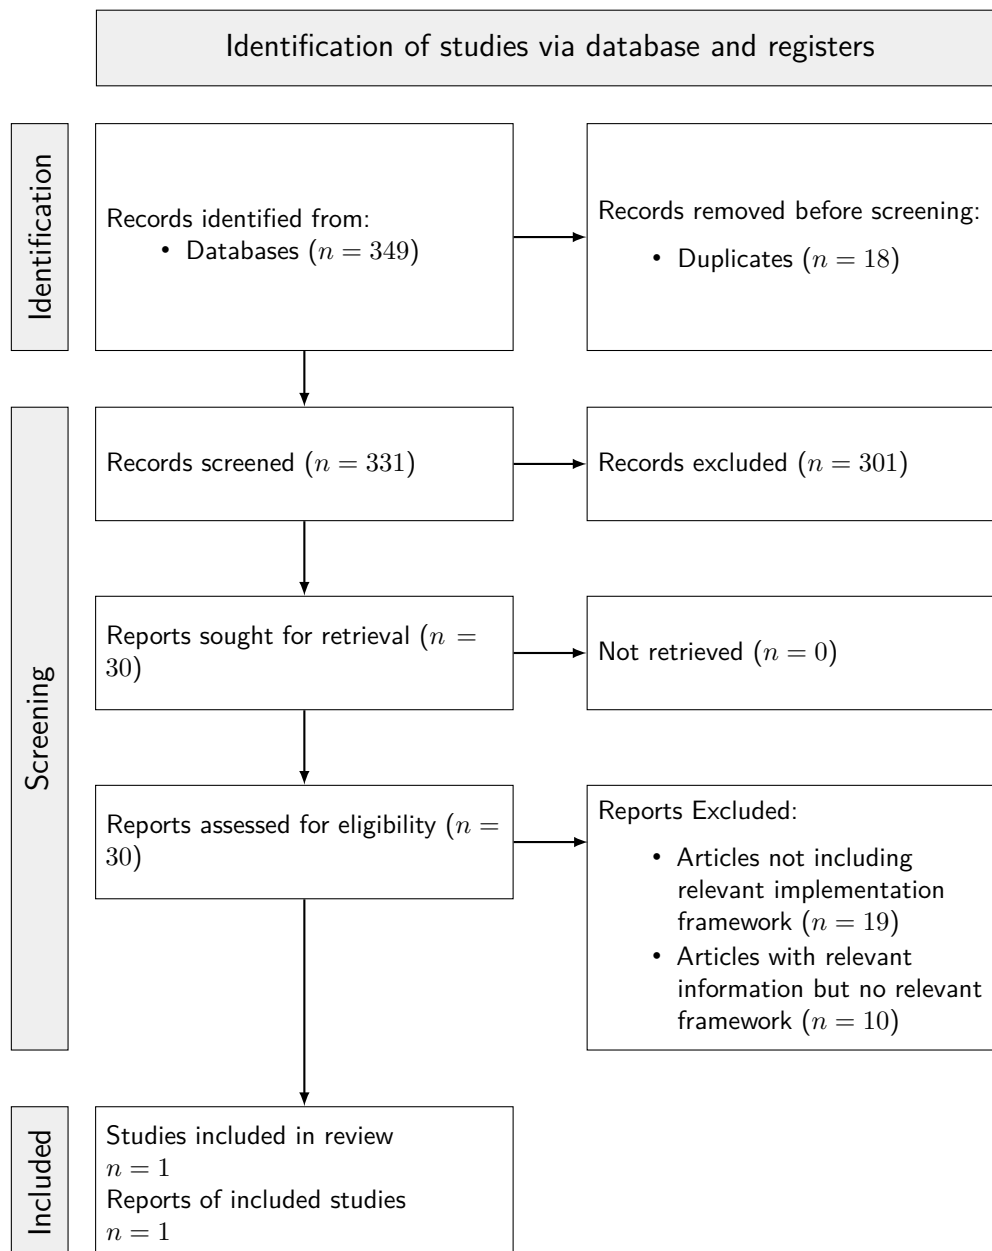 Identification of studies via database and registers
Identification
Records identified from:
• Databases (n = 349)
Records removed before screening:
• Duplicates (n = 18)
Screening
Records screened (n = 331)
Records excluded (n = 301)
Reports sought for retrieval (n =
30)
Not retrieved (n = 0)
Reports assessed for eligibility (n =
30)
Reports Excluded:
• Articles not including
relevant implementation
framework (n = 19)
• Articles with relevant
information but no relevant
framework (n = 10)
Included
Studies included in review
n = 1
Reports of included studies
n = 1